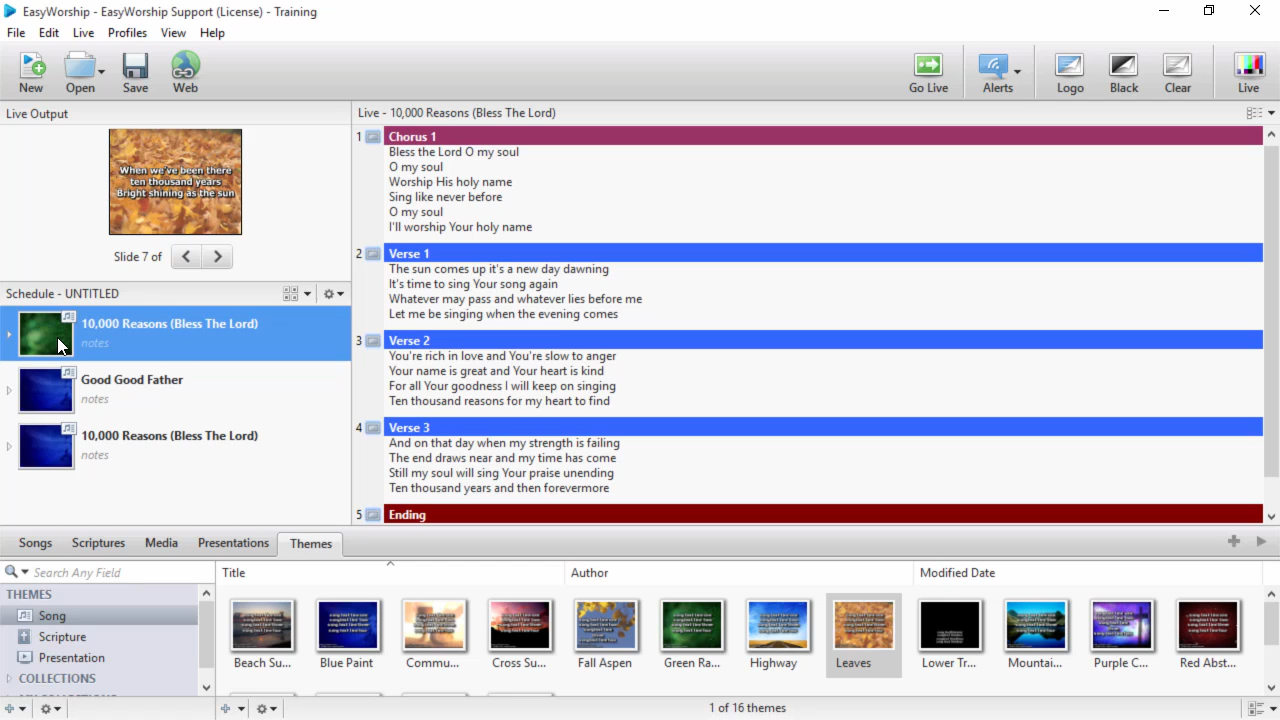 EasyWorship - EasyWorship Support (License) - Training
File Edit Live Profiles View Help
New Open Save Web Go Live Alerts Logo Black Clear Live
Live Output
When we've been there
ten thousand years
Bright shining as the sun
Slide 7 of
Schedule - UNTITLED
10,000 Reasons (Bless The Lord)
notes
Good Good Father
notes
10,000 Reasons (Bless The Lord)
notes
Live - 10,000 Reasons (Bless The Lord)
1 Chorus 1
Bless the Lord O my soul
O my soul
Worship His holy name
Sing like never before
O my soul
I'll worship Your holy name
2 Verse 1
The sun comes up it's a new day dawning
It's time to sing Your song again
Whatever may pass and whatever lies before me
Let me be singing when the evening comes
3 Verse 2
You're rich in love and You're slow to anger
Your name is great and Your heart is kind
For all Your goodness I will keep on singing
Ten thousand reasons for my heart to find
4 Verse 3
And on that day when my strength is failing
The end draws near and my time has come
Still my soul will sing Your praise unending
Ten thousand years and then forevermore
5 Ending
Songs Scriptures Media Presentations Themes
Search Any Field
THEMES
Song
Scripture
Presentation
COLLECTIONS
Title Author Modified Date
Beach Su... Blue Paint Commu... Cross Su... Fall Aspen Green Ra... Highway Leaves Lower Tr... Mountai... Purple C... Red Abst...
1 of 16 themes